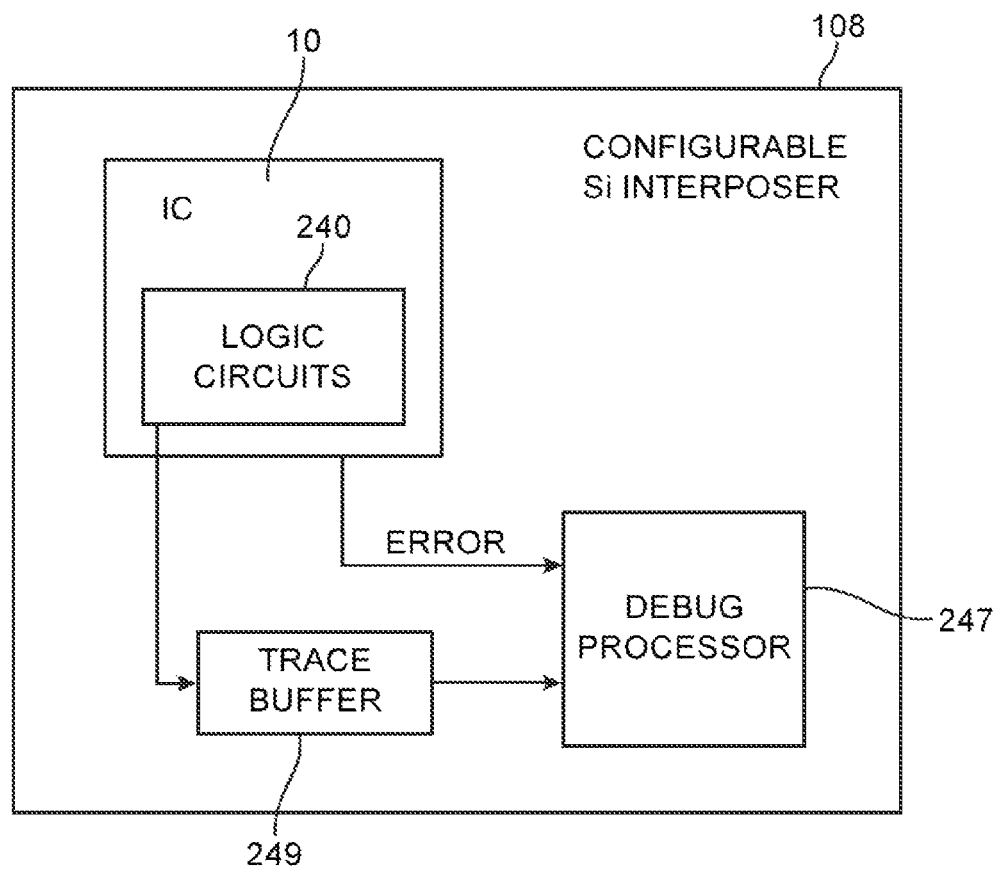 108
10
CONFIGURABLE
Si INTERPOSER
IC
240
LOGIC
CIRCUITS
ERROR
DEBUG
PROCESSOR
247
TRACE
BUFFER
249